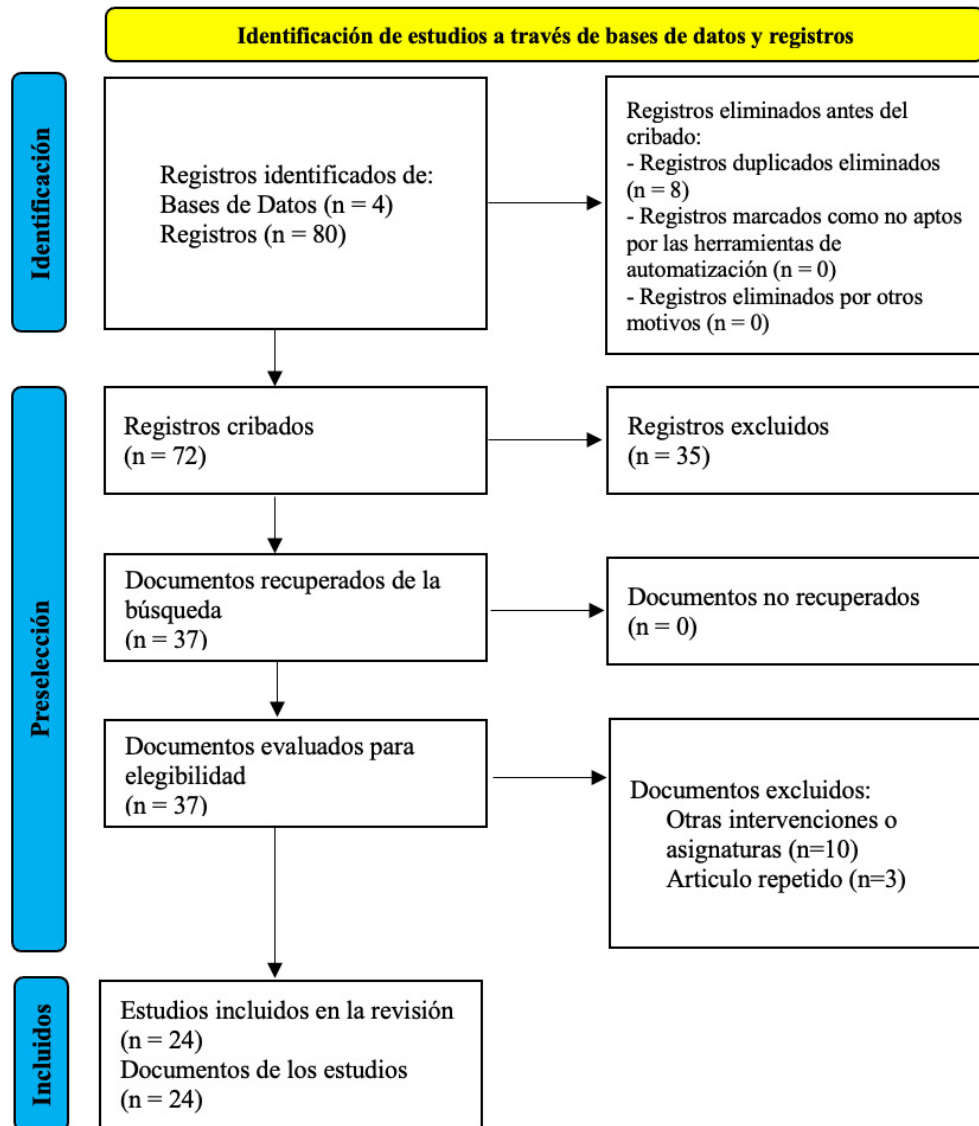 Identificación de estudios a través de bases de datos y registros
Identificación
Registros identificados de:
Bases de Datos (n = 4)
Registros (n = 80)
Registros eliminados antes del
cribado:
- Registros duplicados eliminados
(n = 8)
- Registros marcados como no aptos
por las herramientas de
automatización (n = 0)
- Registros eliminados por otros
motivos (n = 0)
Preselección
Registros cribados
(n = 72)
Registros excluidos
(n = 35)
Documentos recuperados de la
búsqueda
(n = 37)
Documentos no recuperados
(n = 0)
Documentos evaluados para
elegibilidad
(n = 37)
Documentos excluidos:
Otras intervenciones o
asignaturas (n=10)
Articulo repetido (n=3)
Incluidos
Estudios incluidos en la revisión
(n = 24)
Documentos de los estudios
(n = 24)